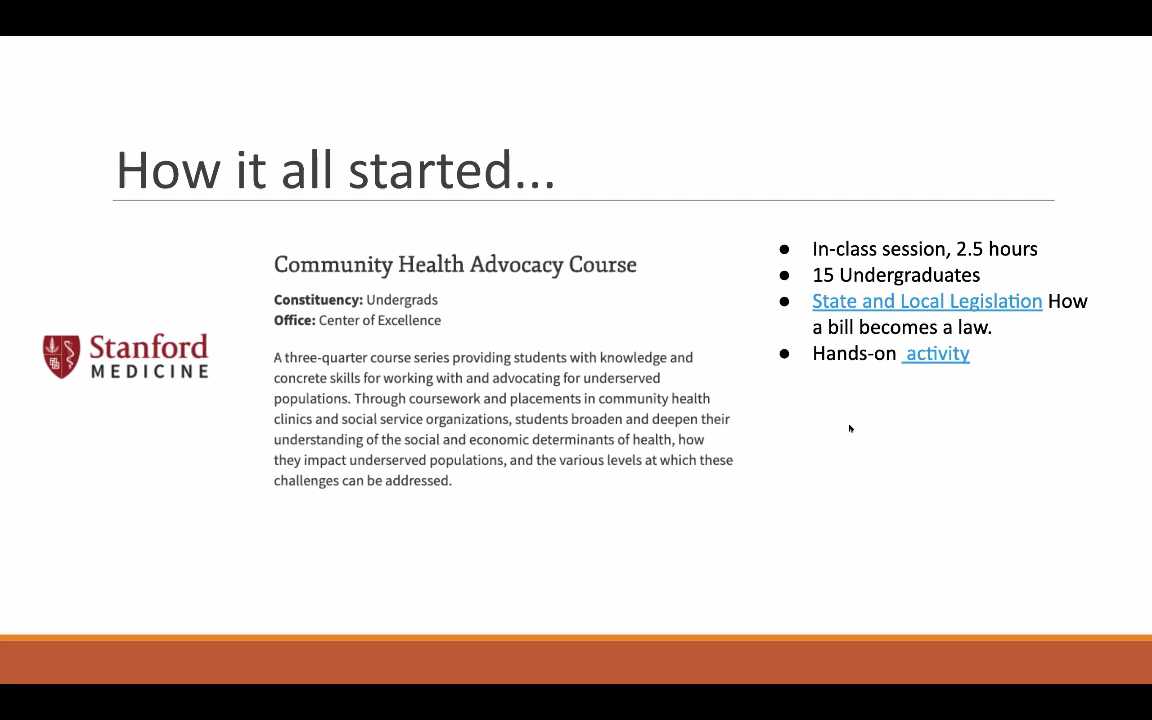 How it all started...
Stanford
MEDICINE
Community Health Advocacy Course
Constituency: Undergrads
Office: Center of Excellence
A three-quarter course series providing students with knowledge and
concrete skills for working with and advocating for underserved
populations. Through coursework and placements in community health
clinics and social service organizations, students broaden and deepen their
understanding of the social and economic determinants of health, how
they impact underserved populations, and the various levels at which these
challenges can be addressed.
● In-class session, 2.5 hours
● 15 Undergraduates
● State and Local Legislation How
a bill becomes a law.
● Hands-on activity